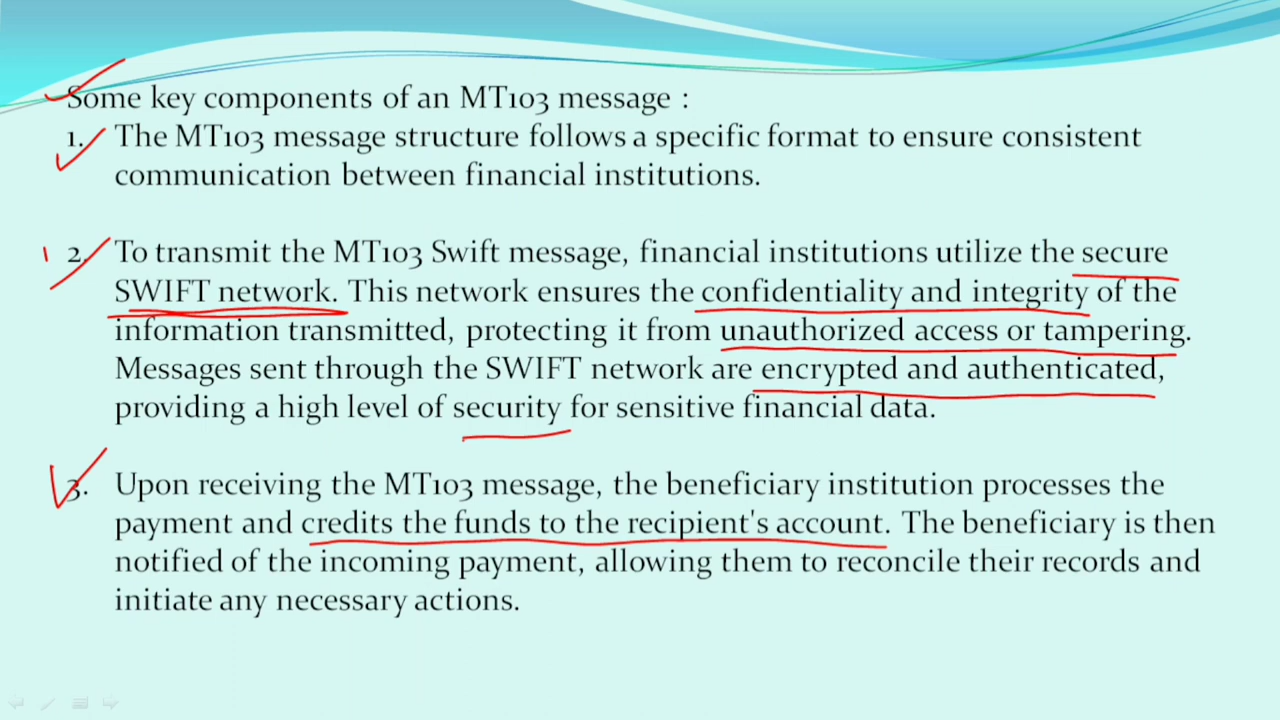 Some key components of an MT103 message :
1. The MT103 message structure follows a specific format to ensure consistent
communication between financial institutions.
2. To transmit the MT103 Swift message, financial institutions utilize the secure
SWIFT network. This network ensures the confidentiality and integrity of the
information transmitted, protecting it from unauthorized access or tampering.
Messages sent through the SWIFT network are encrypted and authenticated,
providing a high level of security for sensitive financial data.
3. Upon receiving the MT103 message, the beneficiary institution processes the
payment and credits the funds to the recipient's account. The beneficiary is then
notified of the incoming payment, allowing them to reconcile their records and
initiate any necessary actions.